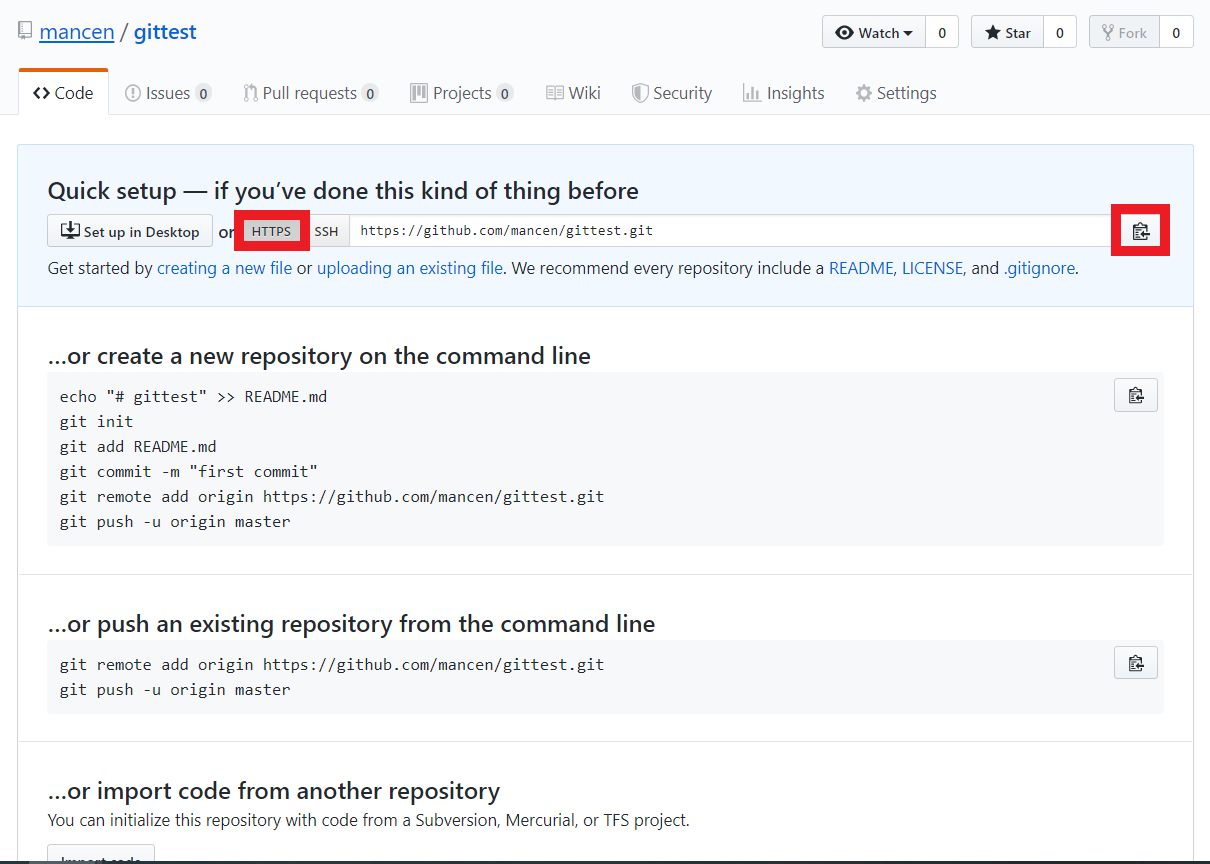 mancen / gittest
Watch 0 Star 0 Fork 0
Code Issues 0 Pull requests 0 Projects 0 Wiki Security Insights Settings
Quick setup — if you’ve done this kind of thing before
Set up in Desktop or HTTPS SSH https://github.com/mancen/gittest.git
Get started by creating a new file or uploading an existing file. We recommend every repository include a README, LICENSE, and .gitignore.
…or create a new repository on the command line
echo "# gittest" >> README.md
git init
git add README.md
git commit -m "first commit"
git remote add origin https://github.com/mancen/gittest.git
git push -u origin master
…or push an existing repository from the command line
git remote add origin https://github.com/mancen/gittest.git
git push -u origin master
…or import code from another repository
You can initialize this repository with code from a Subversion, Mercurial, or TFS project.
Import code